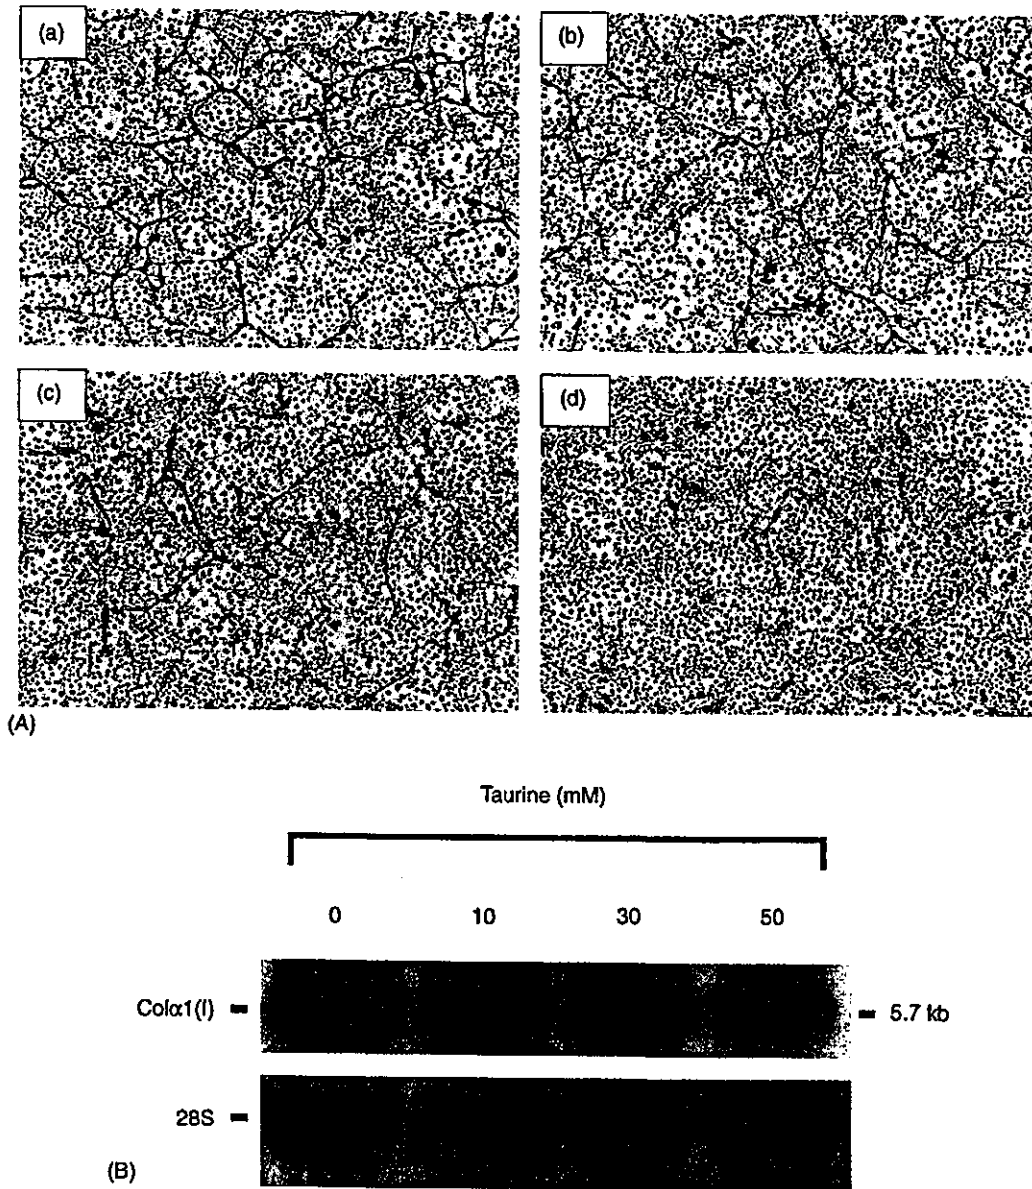 (a)
(b)
(c)
(d)
(A)
Taurine (mM)
0 10 30 50
Colα1(I)
5.7 kb
28S
(B)